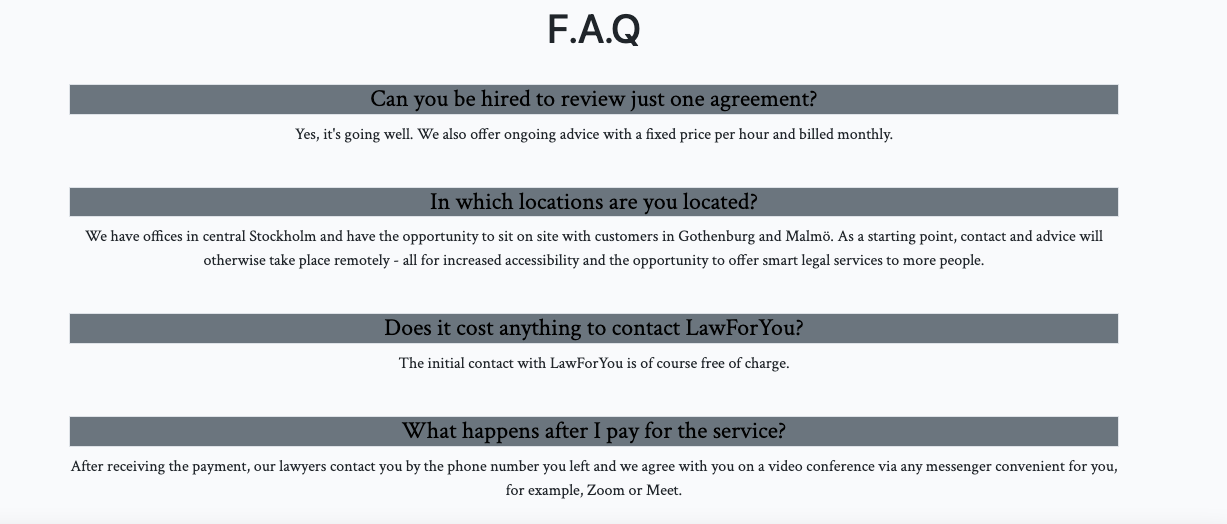 F.A.Q
Can you be hired to review just one agreement?
Yes, it's going well. We also offer ongoing advice with a fixed price per hour and billed monthly.
In which locations are you located?
We have offices in central Stockholm and have the opportunity to sit on site with customers in Gothenburg and Malmö. As a starting point, contact and advice will
otherwise take place remotely - all for increased accessibility and the opportunity to offer smart legal services to more people.
Does it cost anything to contact LawForYou?
The initial contact with LawForYou is of course free of charge.
What happens after I pay for the service?
After receiving the payment, our lawyers contact you by the phone number you left and we agree with you on a video conference via any messenger convenient for you,
for example, Zoom or Meet.